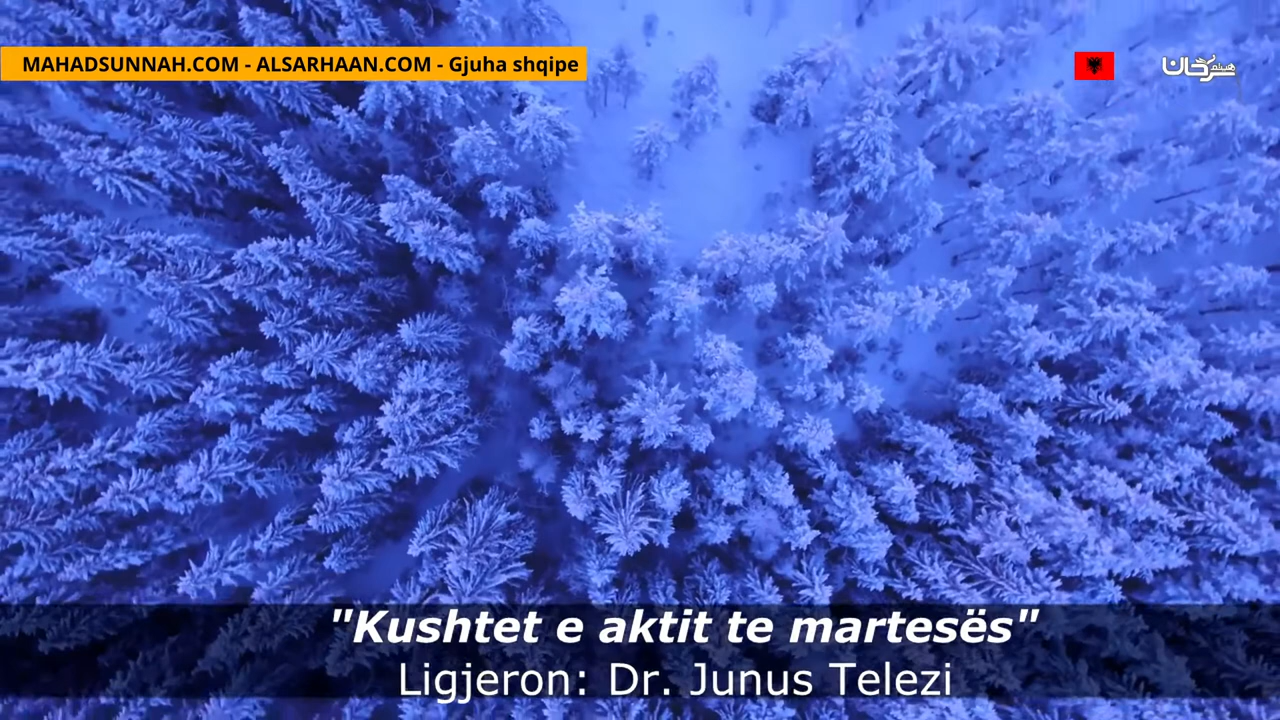 MAHADSUNNAH.COM - ALSARHAAN.COM - Gjuha shqipe
"Kushtet e aktit te martesës"
Ligjeron: Dr. Junus Telezi